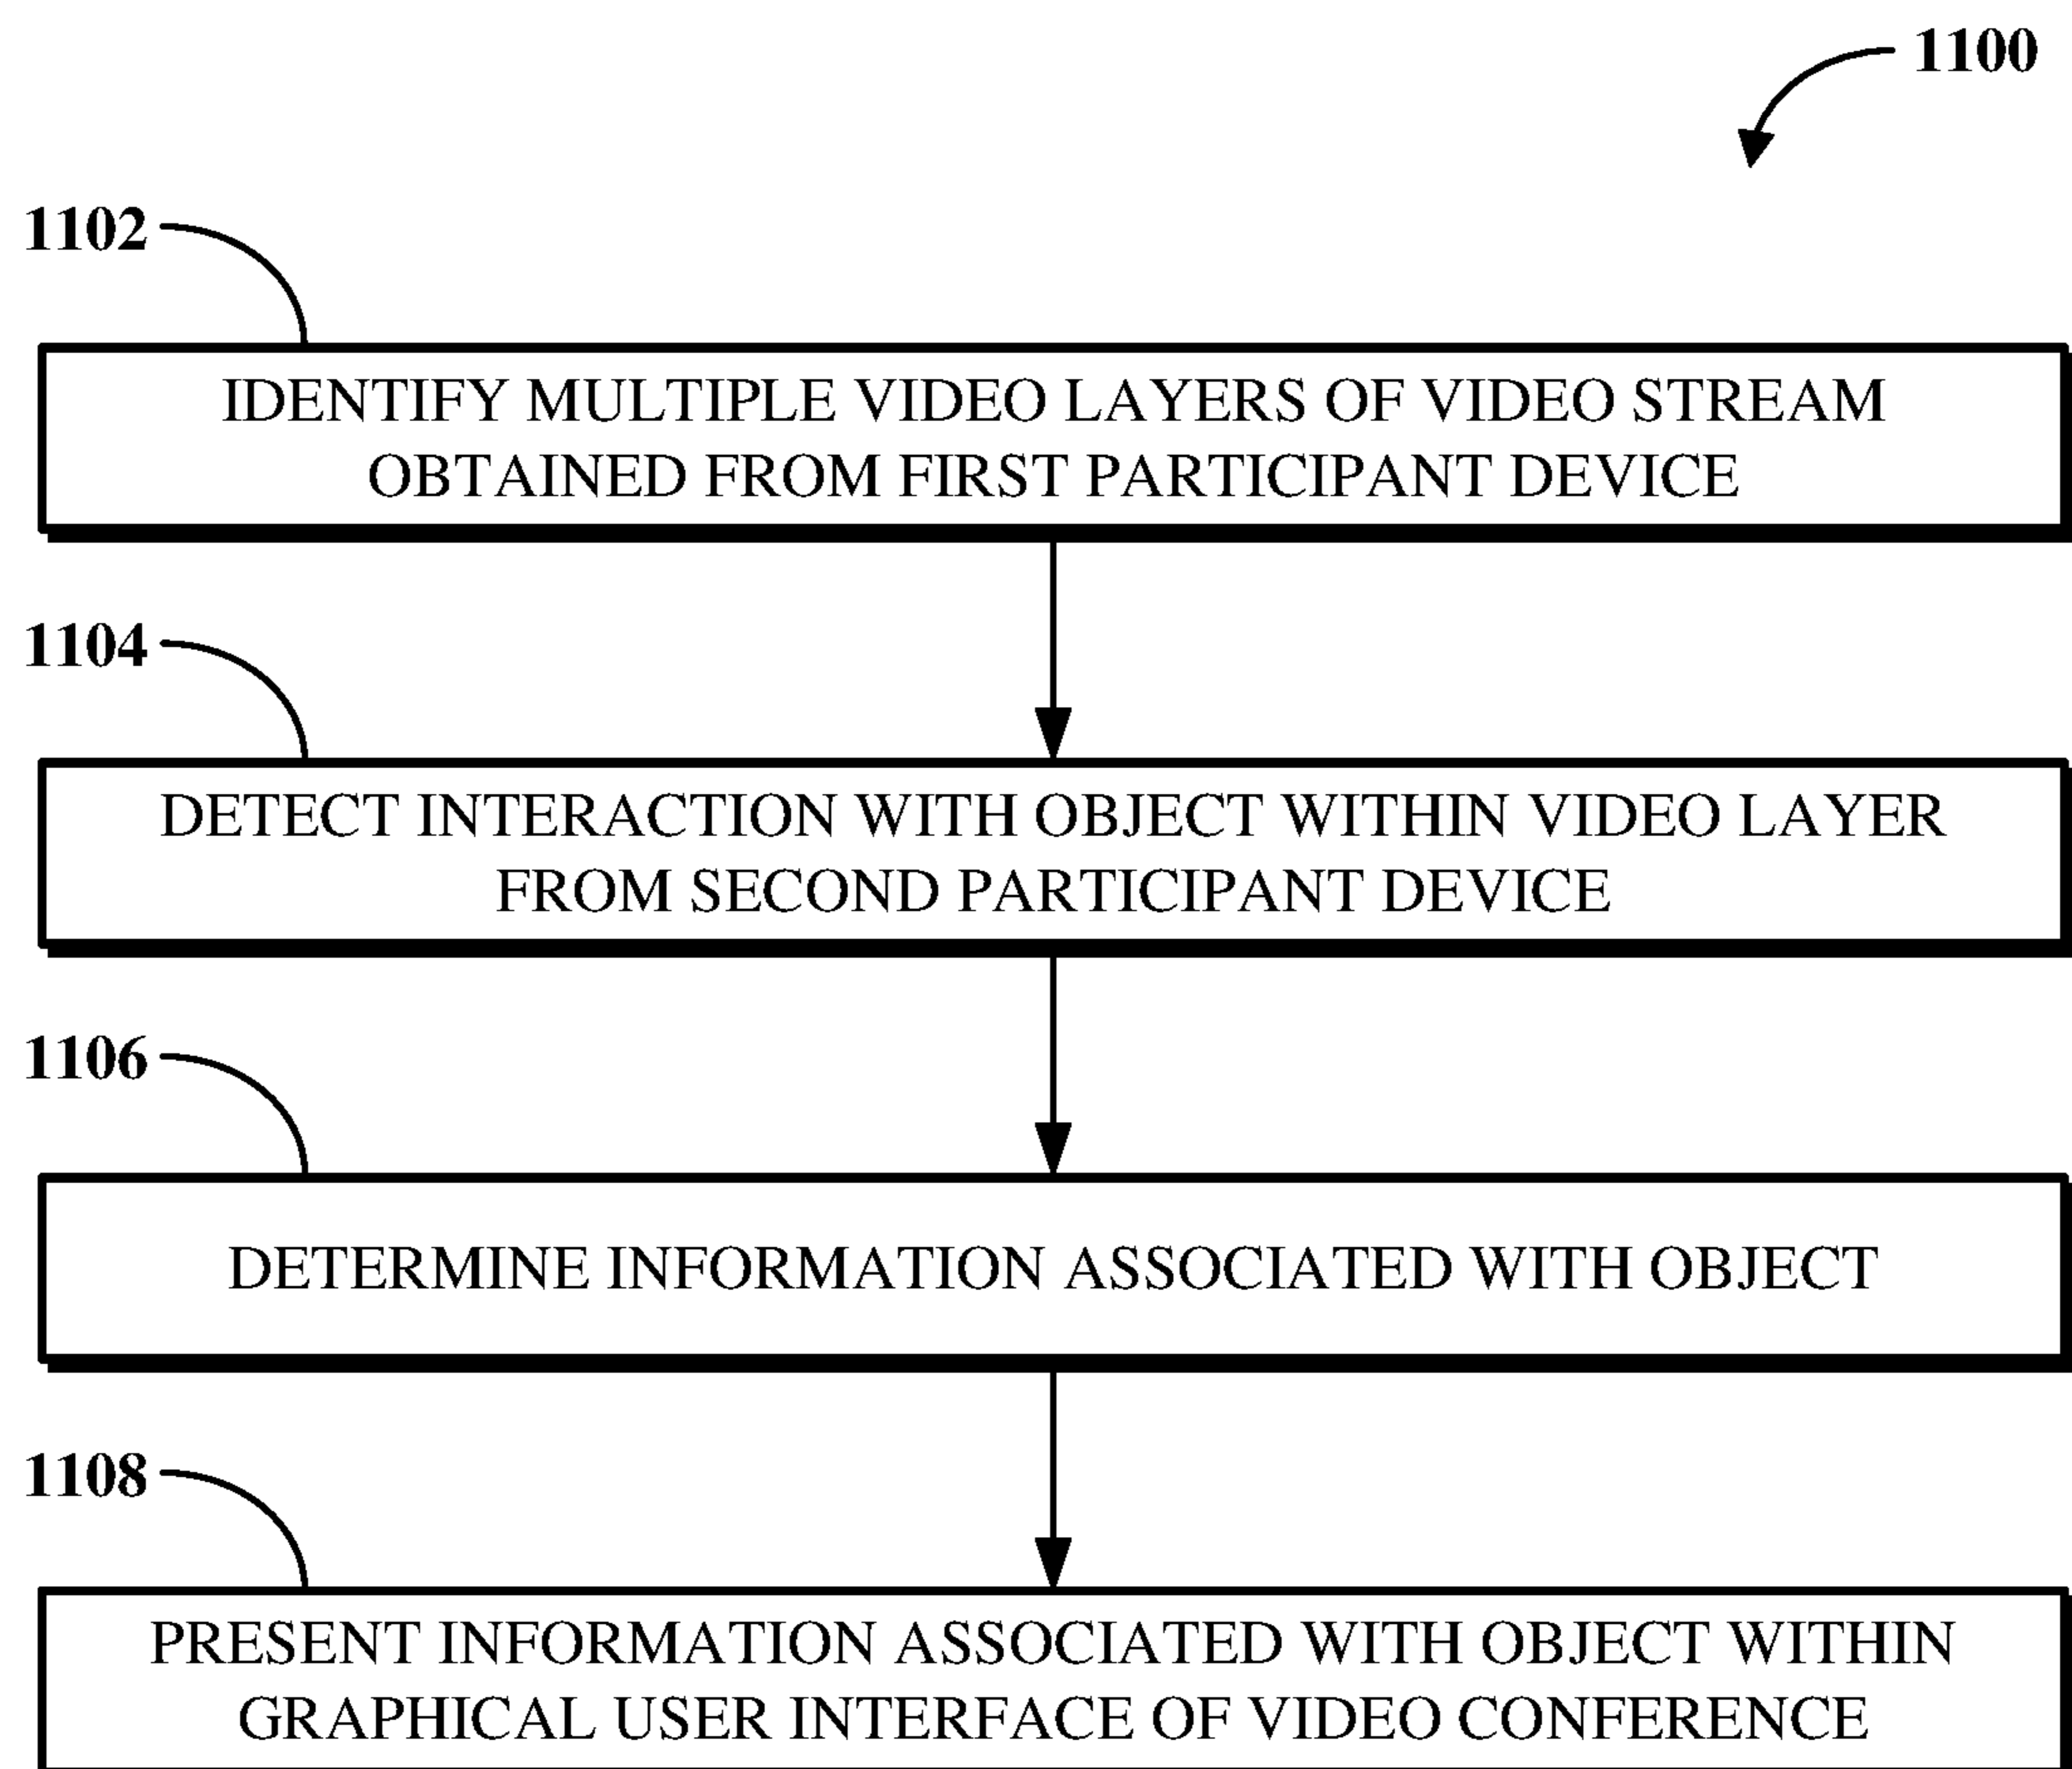 1100
1102
IDENTIFY MULTIPLE VIDEO LAYERS OF VIDEO STREAM
OBTAINED FROM FIRST PARTICIPANT DEVICE
1104
DETECT INTERACTION WITH OBJECT WITHIN VIDEO LAYER
FROM SECOND PARTICIPANT DEVICE
1106
DETERMINE INFORMATION ASSOCIATED WITH OBJECT
1108
PRESENT INFORMATION ASSOCIATED WITH OBJECT WITHIN
GRAPHICAL USER INTERFACE OF VIDEO CONFERENCE